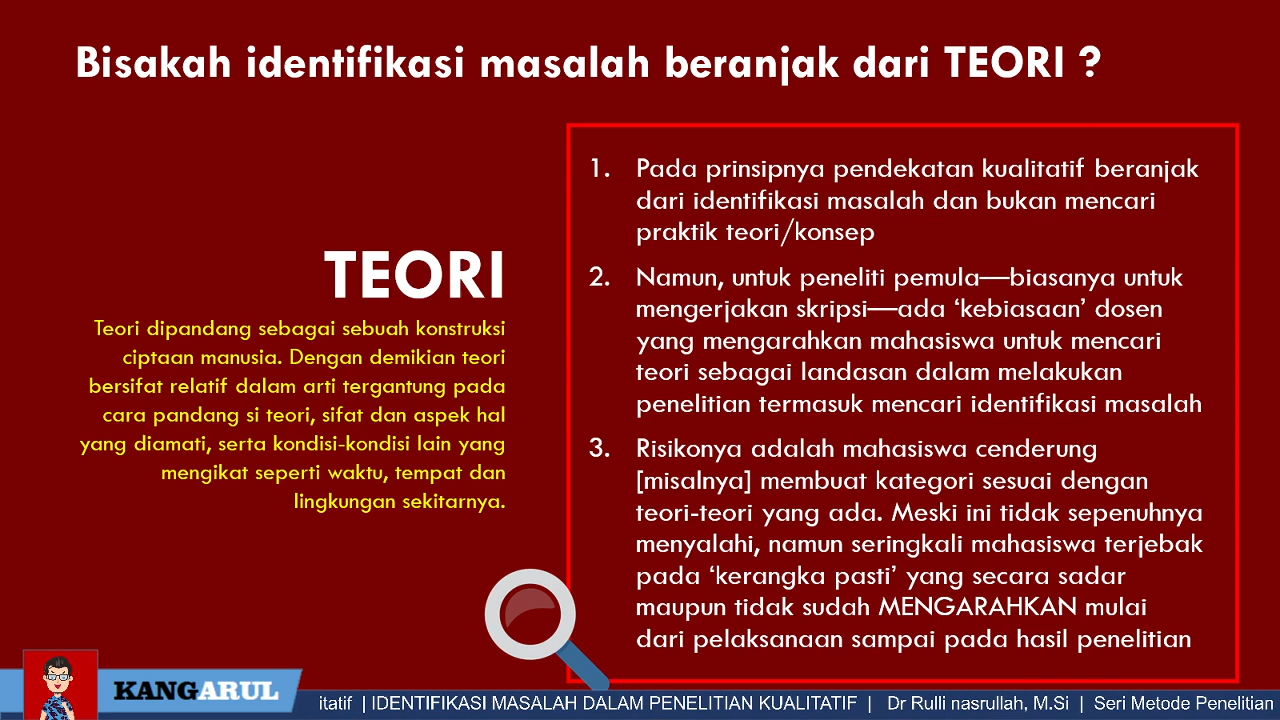 Bisakah identifikasi masalah beranjak dari TEORI ?
TEORI
Teori dipandang sebagai sebuah konstruksi
ciptaan manusia. Dengan demikian teori
bersifat relatif dalam arti tergantung pada
cara pandang si teori, sifat dan aspek hal
yang diamati, serta kondisi-kondisi lain yang
mengikat seperti waktu, tempat dan
lingkungan sekitarnya.
1. Pada prinsipnya pendekatan kualitatif beranjak
dari identifikasi masalah dan bukan mencari
praktik teori/konsep
2. Namun, untuk peneliti pemula—biasanya untuk
mengerjakan skripsi—ada ‘kebiasaan’ dosen
yang mengarahkan mahasiswa untuk mencari
teori sebagai landasan dalam melakukan
penelitian termasuk mencari identifikasi masalah
3. Risikonya adalah mahasiswa cenderung
[misalnya] membuat kategori sesuai dengan
teori-teori yang ada. Meski ini tidak sepenuhnya
menyalahi, namun seringkali mahasiswa terjebak
pada ‘kerangka pasti’ yang secara sadar
maupun tidak sudah MENGARAHKAN mulai
dari pelaksanaan sampai pada hasil penelitian
KANGARUL
itatif | IDENTIFIKASI MASALAH DALAM PENELITIAN KUALITATIF | Dr Rulli nasrullah, M.Si | Seri Metode Penelitian